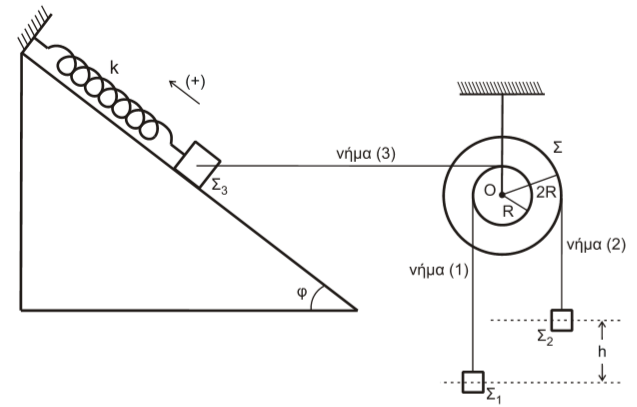 k
(+)
νήμα (3)
Σ
Σ₃
O
2R
R
νήμα (2)
νήμα (1)
φ
Σ₂
h
Σ₁